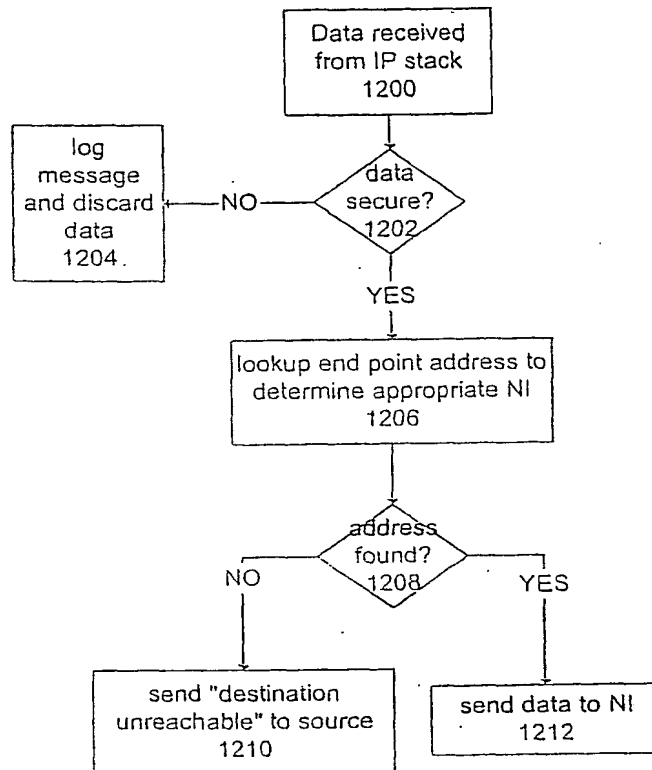 Data received
from IP stack
1200
data
secure?
1202
NO
log
message
and discard
data
1204.
YES
lookup end point address to
determine appropriate NI
1206
address
found?
1208
NO
YES
send "destination
unreachable" to source
1210
send data to NI
1212